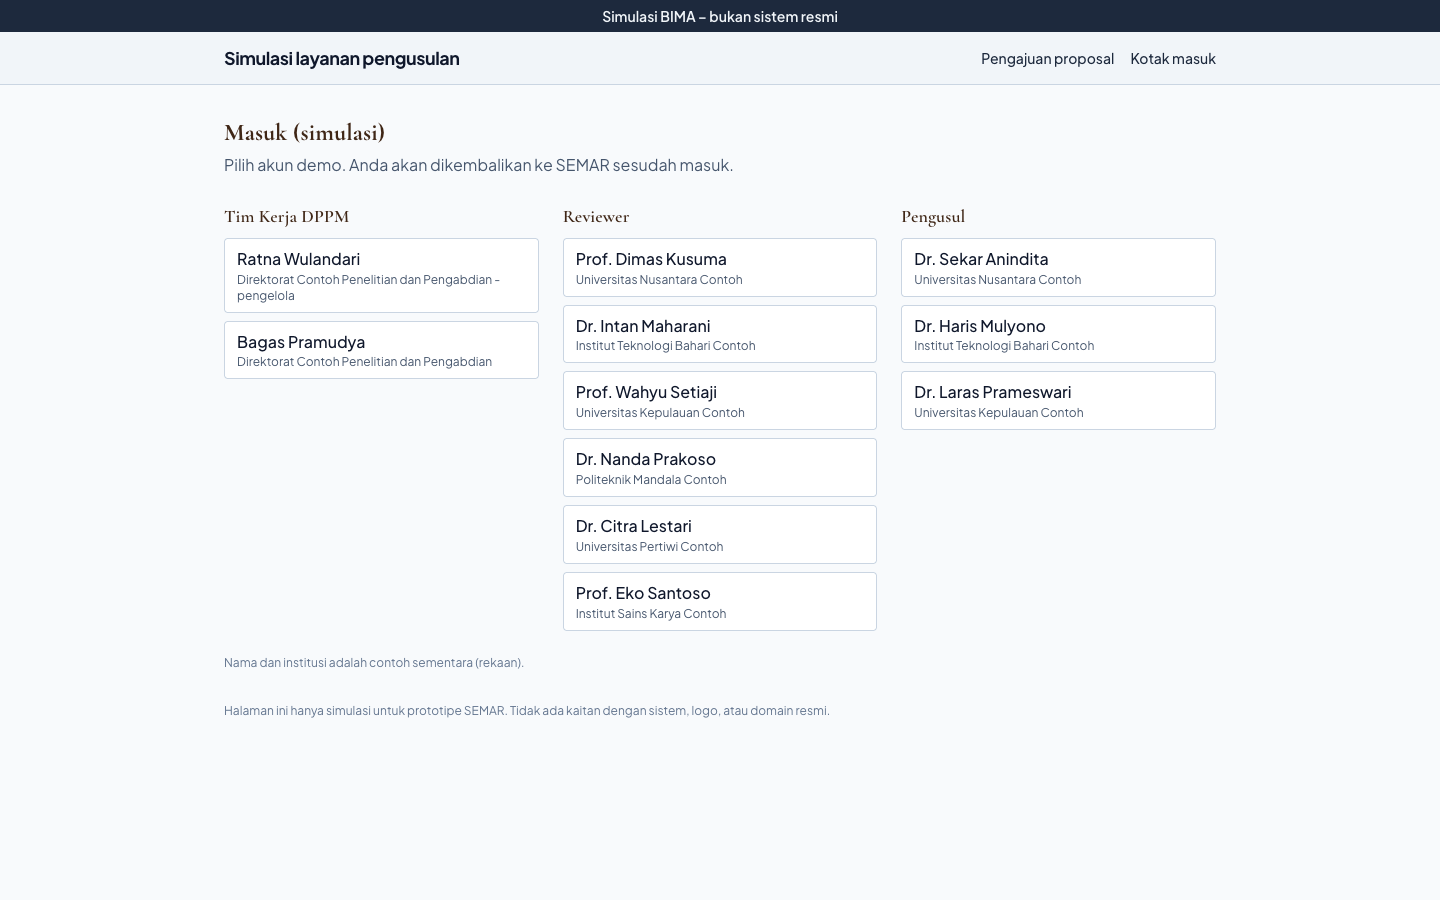 Simulasi BIMA – bukan sistem resmi
Simulasi layanan pengusulan
Pengajuan proposal
Kotak masuk
Masuk (simulasi)
Pilih akun demo. Anda akan dikembalikan ke SEMAR sesudah masuk.
Tim Kerja DPPM
Ratna Wulandari
Direktorat Contoh Penelitian dan Pengabdian -
pengelola
Bagas Pramudya
Direktorat Contoh Penelitian dan Pengabdian
Reviewer
Prof. Dimas Kusuma
Universitas Nusantara Contoh
Dr. Intan Maharani
Institut Teknologi Bahari Contoh
Prof. Wahyu Setiaji
Universitas Kepulauan Contoh
Dr. Nanda Prakoso
Politeknik Mandala Contoh
Dr. Citra Lestari
Universitas Pertiwi Contoh
Prof. Eko Santoso
Institut Sains Karya Contoh
Pengusul
Dr. Sekar Anindita
Universitas Nusantara Contoh
Dr. Haris Mulyono
Institut Teknologi Bahari Contoh
Dr. Laras Prameswari
Universitas Kepulauan Contoh
Nama dan institusi adalah contoh sementara (rekaan).
Halaman ini hanya simulasi untuk prototipe SEMAR. Tidak ada kaitan dengan sistem, logo, atau domain resmi.